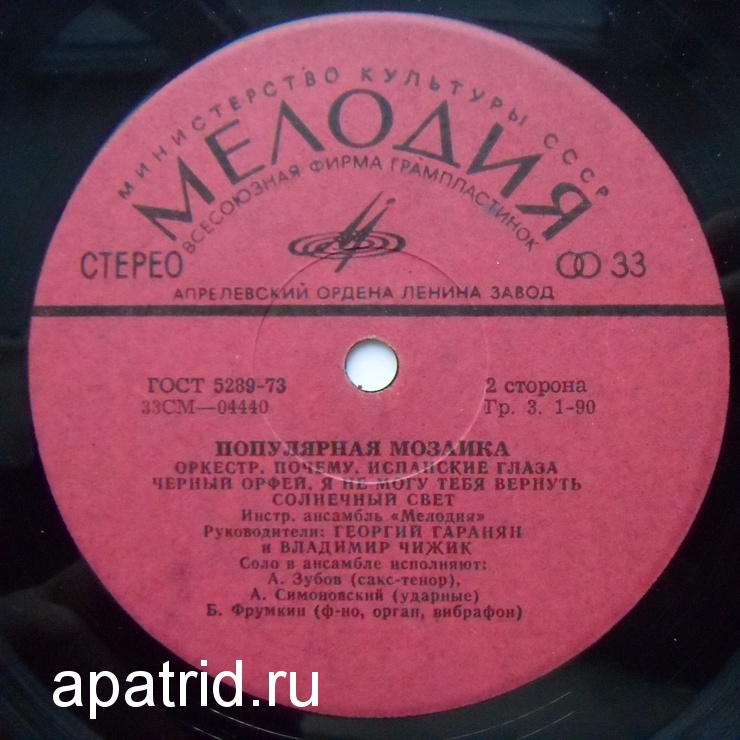 МИНИСТЕРСТВО КУЛЬТУРЫ СССР
МЕЛОДИЯ
ВСЕСОЮЗНАЯ ФИРМА ГРАМПЛАСТИНОК
СТЕРЕО 33
АПРЕЛЕВСКИЙ ОРДЕНА ЛЕНИНА ЗАВОД
ГОСТ 5289-73 2 сторона
33СМ—04440 Гр. 3. 1-90
ПОПУЛЯРНАЯ МОЗАИКА
ОРКЕСТР. ПОЧЕМУ. ИСПАНСКИЕ ГЛАЗА
ЧЕРНЫЙ ОРФЕЙ. Я НЕ МОГУ ТЕБЯ ВЕРНУТЬ
СОЛНЕЧНЫЙ СВЕТ
Инстр. ансамбль «Мелодия»
Руководители: ГЕОРГИЙ ГАРАНЯН
и ВЛАДИМИР ЧИЖИК
Соло в ансамбле исполняют:
А. Зубов (сакс-тенор),
А. Симоновский (ударные)
Б. Фрумкин (ф-но, орган, вибрафон)
apatrid.ru